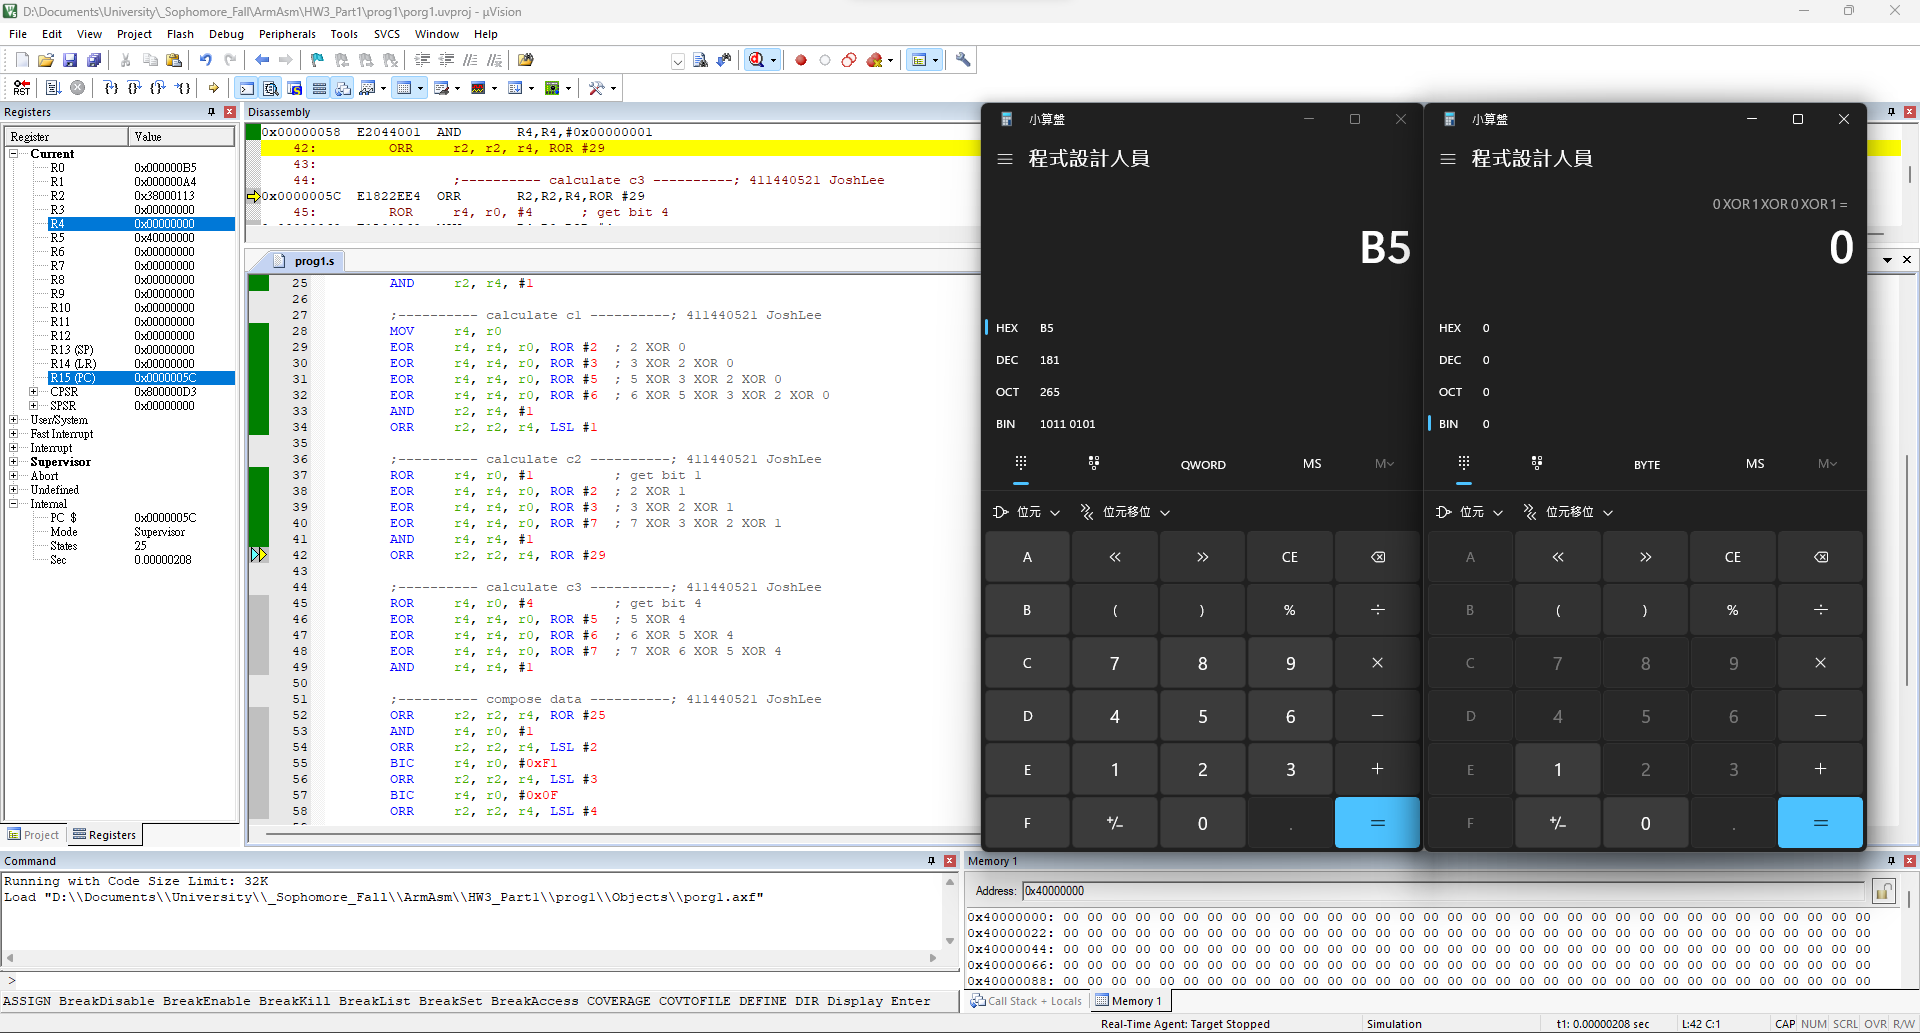 D:\Documents\University\_Sophomore_Fall\ArmAsm\HW3_Part1\prog1\porg1.uvproj - µVision
File Edit View Project Flash Debug Peripherals Tools SVCS Window Help
Registers
Register Value
Current
R0 0x000000B5
R1 0x000000A4
R2 0x38000113
R3 0x00000000
R4 0x00000000
R5 0x40000000
R6 0x00000000
R7 0x00000000
R8 0x00000000
R9 0x00000000
R10 0x00000000
R11 0x00000000
R12 0x00000000
R13 (SP) 0x00000000
R14 (LR) 0x00000000
R15 (PC) 0x0000005C
CPSR 0x800000D3
SPSR 0x00000000
User/System
Fast Interrupt
Interrupt
Supervisor
Abort
Undefined
Internal
PC $ 0x0000005C
Mode Supervisor
States 25
Sec 0.00000208
Project Registers
Disassembly
0x00000058 E2044001 AND R4,R4,#0x00000001
42: ORR r2, r2, r4, ROR #29
43:
44: ;---------- calculate c3 ----------; 411440521 JoshLee
0x0000005C E1822EE4 ORR R2,R2,R4,ROR #29
45: ROR r4, r0, #4 ; get bit 4
prog1.s
25 AND r2, r4, #1
26
27 ;---------- calculate c1 ----------; 411440521 JoshLee
28 MOV r4, r0
29 EOR r4, r4, r0, ROR #2 ; 2 XOR 0
30 EOR r4, r4, r0, ROR #3 ; 3 XOR 2 XOR 0
31 EOR r4, r4, r0, ROR #5 ; 5 XOR 3 XOR 2 XOR 0
32 EOR r4, r4, r0, ROR #6 ; 6 XOR 5 XOR 3 XOR 2 XOR 0
33 AND r2, r4, #1
34 ORR r2, r2, r4, LSL #1
35
36 ;---------- calculate c2 ----------; 411440521 JoshLee
37 ROR r4, r0, #1 ; get bit 1
38 EOR r4, r4, r0, ROR #2 ; 2 XOR 1
39 EOR r4, r4, r0, ROR #3 ; 3 XOR 2 XOR 1
40 EOR r4, r4, r0, ROR #7 ; 7 XOR 3 XOR 2 XOR 1
41 AND r4, r4, #1
42 ORR r2, r2, r4, ROR #29
43
44 ;---------- calculate c3 ----------; 411440521 JoshLee
45 ROR r4, r0, #4 ; get bit 4
46 EOR r4, r4, r0, ROR #5 ; 5 XOR 4
47 EOR r4, r4, r0, ROR #6 ; 6 XOR 5 XOR 4
48 EOR r4, r4, r0, ROR #7 ; 7 XOR 6 XOR 5 XOR 4
49 AND r4, r4, #1
50
51 ;---------- compose data ----------; 411440521 JoshLee
52 ORR r2, r2, r4, ROR #25
53 AND r4, r0, #1
54 ORR r2, r2, r4, LSL #2
55 BIC r4, r0, #0xF1
56 ORR r2, r2, r4, LSL #3
57 BIC r4, r0, #0x0F
58 ORR r2, r2, r4, LSL #4
小算盤
程式設計人員
B5
HEX B5
DEC 181
OCT 265
BIN 1011 0101
QWORD MS M
位元 位元移位
A « » CE
B ( ) % ÷
C 7 8 9 ×
D 4 5 6 −
E 1 2 3 +
F +/− 0 . =
小算盤
程式設計人員
0 XOR 1 XOR 0 XOR 1 =
0
HEX 0
DEC 0
OCT 0
BIN 0
BYTE MS M
位元 位元移位
A « » CE
B ( ) % ÷
C 7 8 9 ×
D 4 5 6 −
E 1 2 3 +
F +/− 0 . =
Command
Running with Code Size Limit: 32K
Load "D:\\Documents\\University\\_Sophomore_Fall\\ArmAsm\\HW3_Part1\\prog1\\Objects\\porg1.axf"
>
ASSIGN BreakDisable BreakEnable BreakKill BreakList BreakSet BreakAccess COVERAGE COVTOFILE DEFINE DIR Display Enter
Memory 1
Address: 0x40000000
0x40000000: 00 00 00 00 00 00 00 00 00 00 00 00 00 00 00 00 00 00 00 00 00 00 00 00 00 00 00 00 00 00 00 00 00 00
0x40000022: 00 00 00 00 00 00 00 00 00 00 00 00 00 00 00 00 00 00 00 00 00 00 00 00 00 00 00 00 00 00 00 00 00 00
0x40000044: 00 00 00 00 00 00 00 00 00 00 00 00 00 00 00 00 00 00 00 00 00 00 00 00 00 00 00 00 00 00 00 00 00 00
0x40000066: 00 00 00 00 00 00 00 00 00 00 00 00 00 00 00 00 00 00 00 00 00 00 00 00 00 00 00 00 00 00 00 00 00 00
0x40000088: 00 00 00 00 00 00 00 00 00 00 00 00 00 00 00 00 00 00 00 00 00 00 00 00 00 00 00 00 00 00 00 00 00 00
Call Stack + Locals Memory 1
Real-Time Agent: Target Stopped Simulation t1: 0.00000208 sec L:42 C:1 CAP NUM SCRL OVR R/W